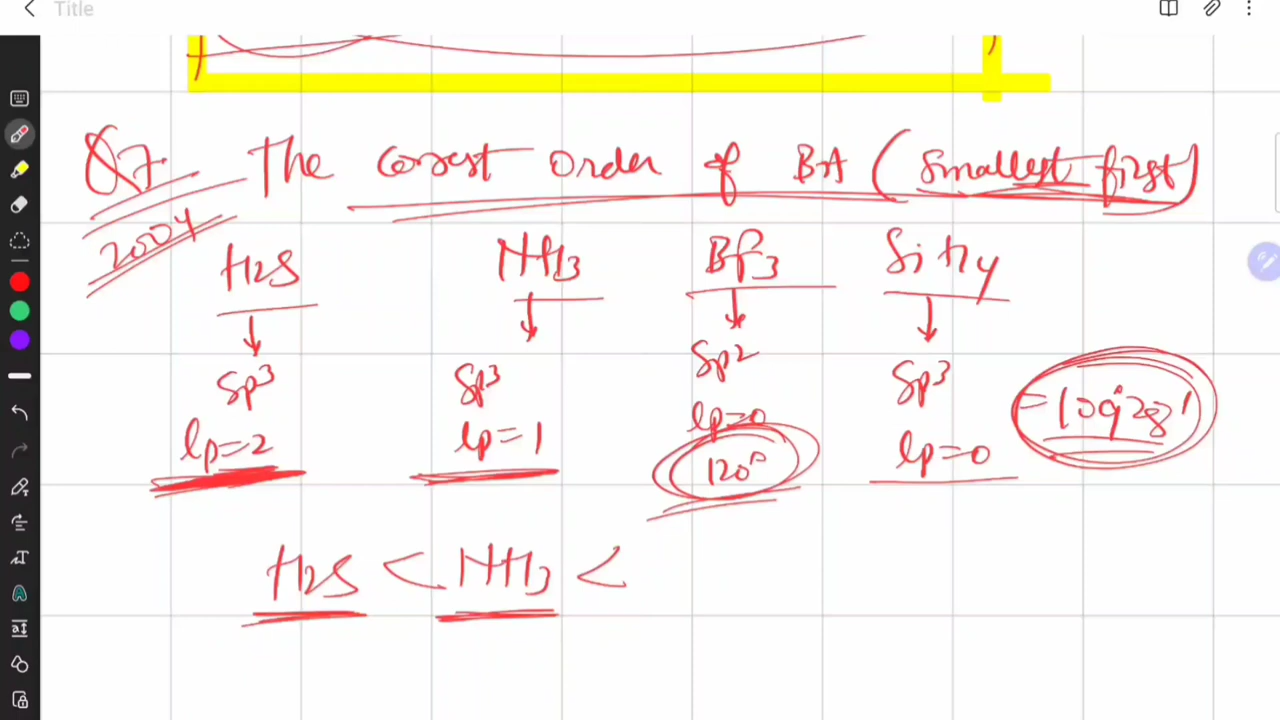 Title
Q7 The correct order of BA (smallest first)
2004
H2S NH3 BF3 SiH4
sp3 sp3 sp2 sp3
lp=2 lp=1 lp=0 lp=0 =109°28'
120°
H2S < NH3 <